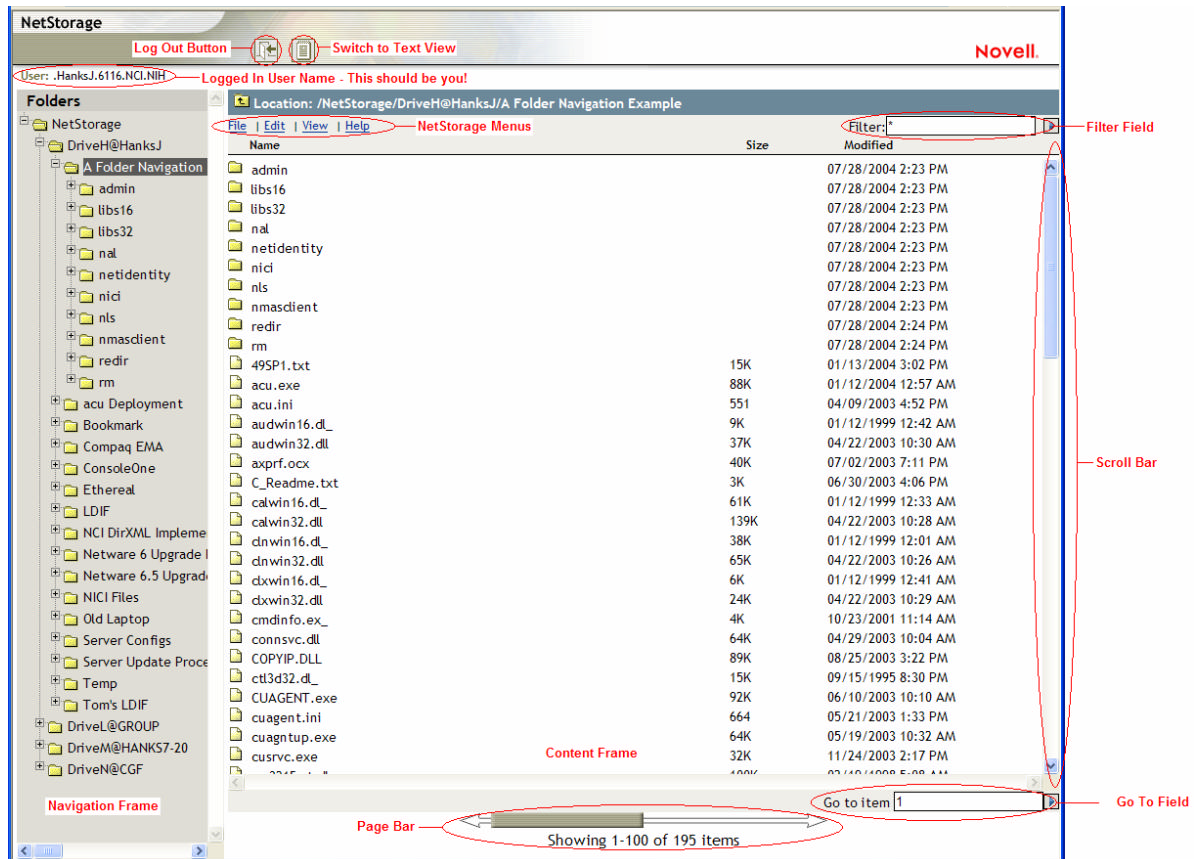 NetStorage
Log Out Button
Switch to Text View
Novell.
User: .HanksJ.6116.NCI.NIH
Logged In User Name - This should be you!
Folders
NetStorage
DriveH@HanksJ
A Folder Navigation
admin
libs16
libs32
nal
netidentity
nici
nls
nmasclient
redir
rm
acu Deployment
Bookmark
Compaq EMA
ConsoleOne
Ethereal
LDIF
NCI DirXML Impleme
Netware 6 Upgrade
Netware 6.5 Upgrad
NICI Files
Old Laptop
Server Configs
Server Update Proce
Temp
Tom's LDIF
DriveL@GROUP
DriveM@HANKS7-20
DriveN@CGF
Navigation Frame
Location: /NetStorage/DriveH@HanksJ/A Folder Navigation Example
File | Edit | View | Help
NetStorage Menus
Filter: *
Filter Field
Name Size Modified
admin 07/28/2004 2:23 PM
libs16 07/28/2004 2:23 PM
libs32 07/28/2004 2:23 PM
nal 07/28/2004 2:23 PM
netidentity 07/28/2004 2:23 PM
nici 07/28/2004 2:23 PM
nls 07/28/2004 2:23 PM
nmasclient 07/28/2004 2:23 PM
redir 07/28/2004 2:24 PM
rm 07/28/2004 2:24 PM
49SP1.txt 15K 01/13/2004 3:02 PM
acu.exe 88K 01/12/2004 12:57 AM
acu.ini 551 04/09/2003 4:52 PM
audwin16.dl_ 9K 01/12/1999 12:42 AM
audwin32.dll 37K 04/22/2003 10:30 AM
axprf.ocx 40K 07/02/2003 7:11 PM
C_Readme.txt 3K 06/30/2003 4:06 PM
calwin16.dl_ 61K 01/12/1999 12:33 AM
calwin32.dll 139K 04/22/2003 10:28 AM
clnwin16.dl_ 38K 01/12/1999 12:01 AM
clnwin32.dll 65K 04/22/2003 10:26 AM
clxwin16.dl_ 6K 01/12/1999 12:41 AM
clxwin32.dll 24K 04/22/2003 10:29 AM
cmdinfo.ex_ 4K 10/23/2001 11:14 AM
connsvc.dll 64K 04/29/2003 10:04 AM
COPYIP.DLL 89K 08/25/2003 3:22 PM
ctl3d32.dl_ 15K 09/15/1995 8:30 PM
CUAGENT.exe 92K 06/10/2003 10:10 AM
cuagent.ini 664 05/21/2003 1:33 PM
cuagntup.exe 64K 05/19/2003 10:32 AM
cusrvc.exe 32K 11/24/2003 2:17 PM
Content Frame
Scroll Bar
Go to item 1
Go To Field
Page Bar
Showing 1-100 of 195 items